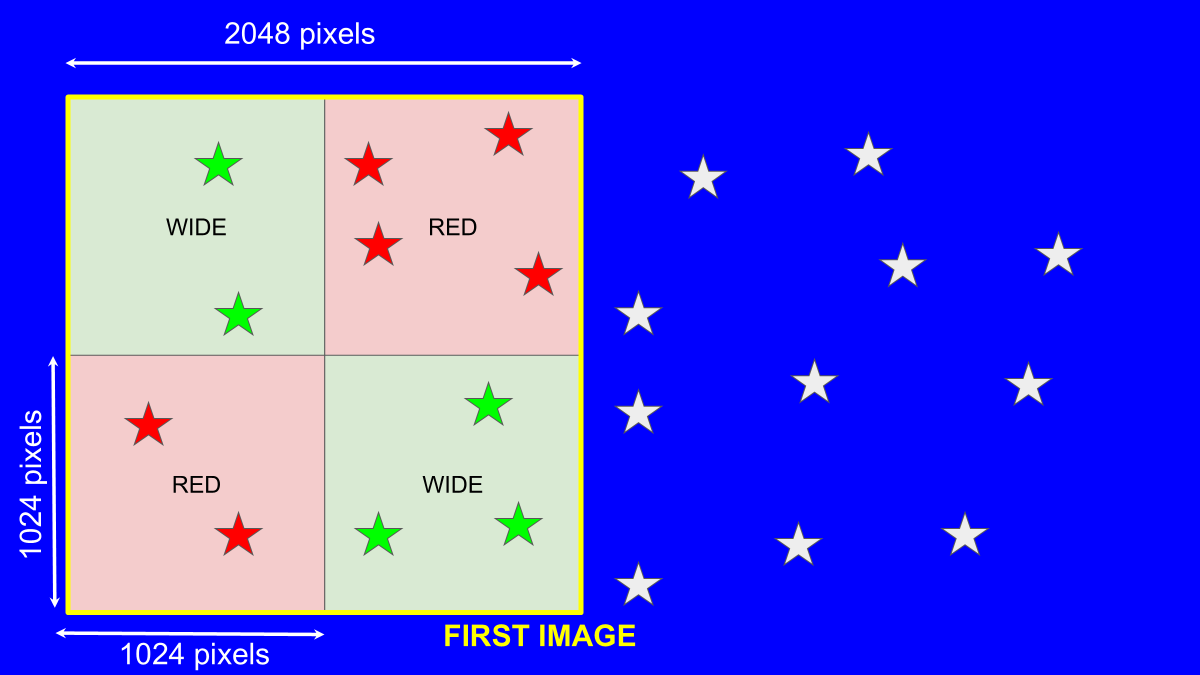 2048 pixels
WIDE
RED
1024 pixels
RED
WIDE
FIRST IMAGE
1024 pixels